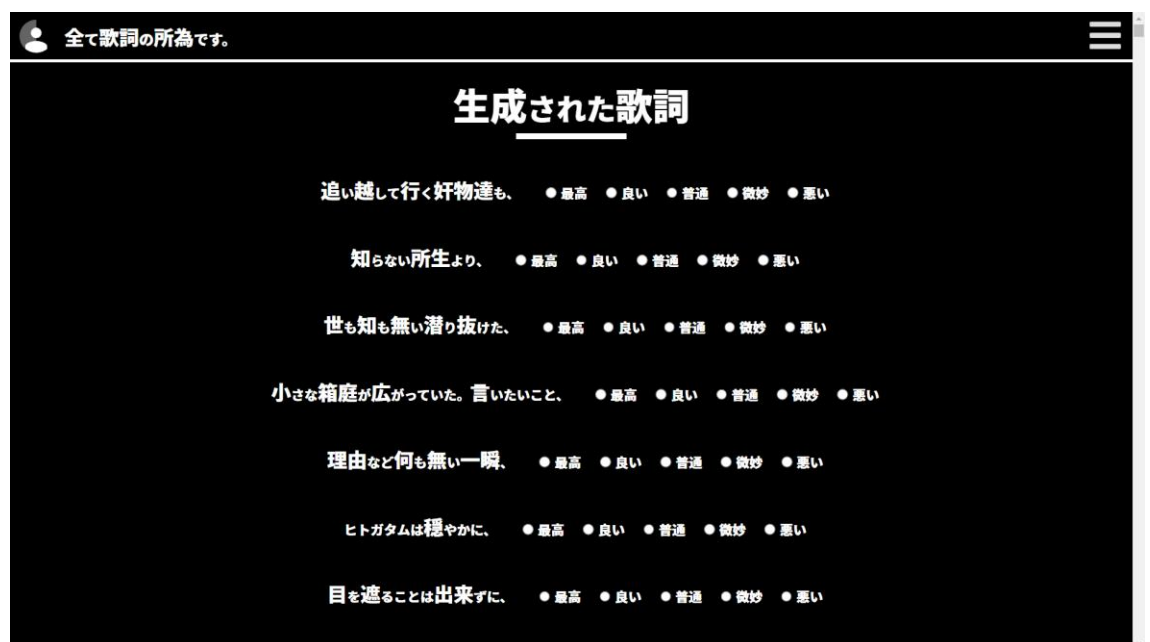 全て歌詞の所為です。
生成された歌詞
追い越して行く奸物達も、 最高 良い 普通 微妙 悪い
知らない所生より、 最高 良い 普通 微妙 悪い
世も知も無い潜り抜けた、 最高 良い 普通 微妙 悪い
小さな箱庭が広がっていた。言いたいこと、 最高 良い 普通 微妙 悪い
理由など何も無い一瞬、 最高 良い 普通 微妙 悪い
ヒトガタムは穏やかに、 最高 良い 普通 微妙 悪い
目を遮ることは出来ずに、 最高 良い 普通 微妙 悪い